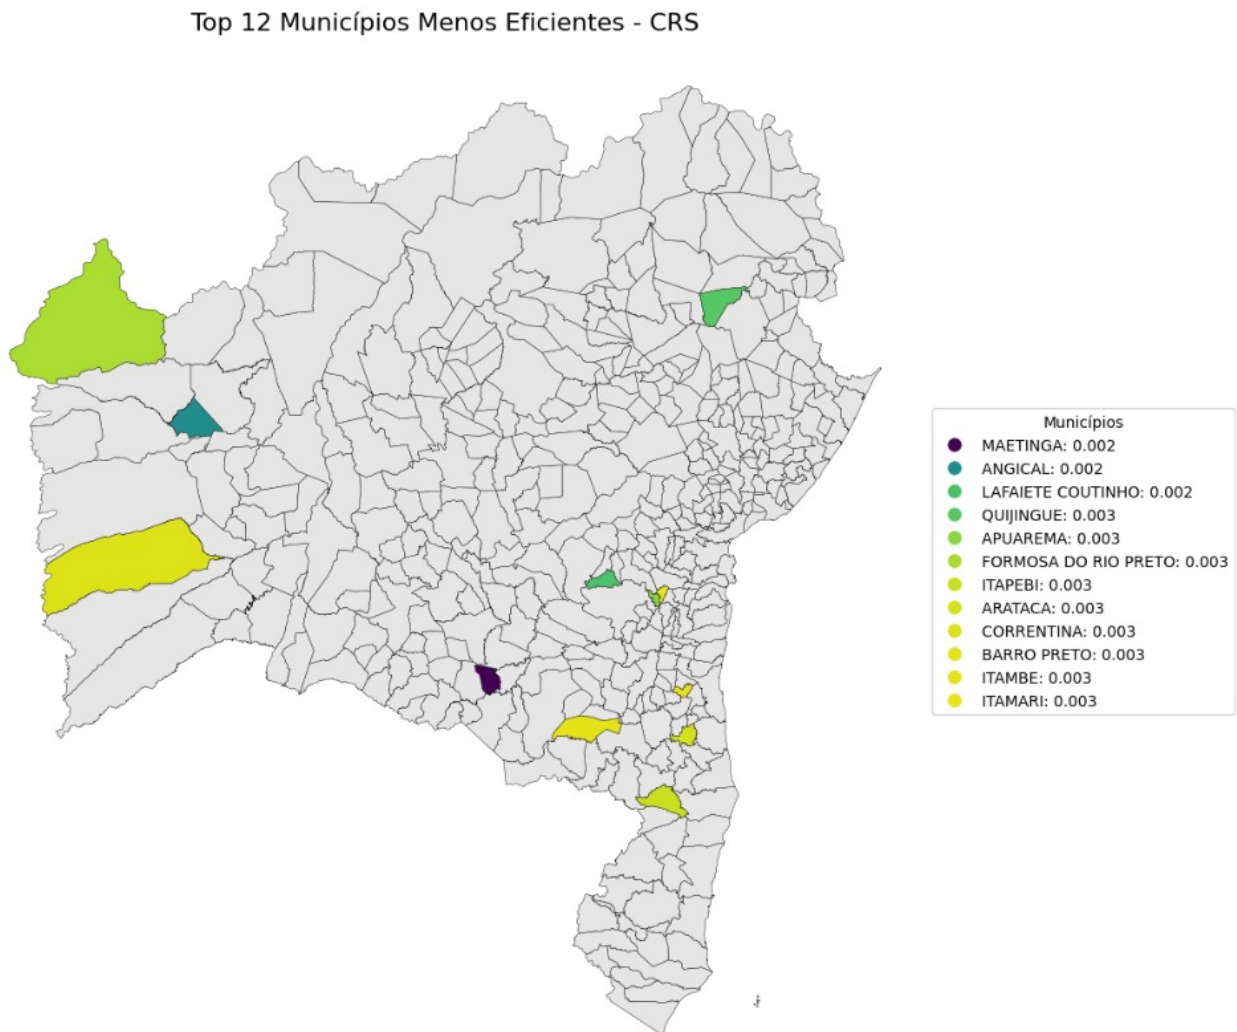 Top 12 Municípios Menos Eficientes - CRS
Municípios
MAETINGA: 0.002
ANGICAL: 0.002
LAFAIETE COUTINHO: 0.002
QUIJINGUE: 0.003
APUAREMA: 0.003
FORMOSA DO RIO PRETO: 0.003
ITAPEBI: 0.003
ARATACA: 0.003
CORRENTINA: 0.003
BARRO PRETO: 0.003
ITAMBE: 0.003
ITAMARI: 0.003